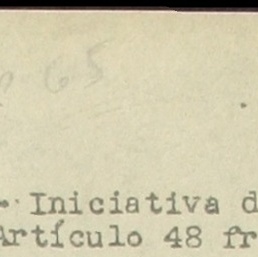 Iniciativa d
Artículo 48 fr